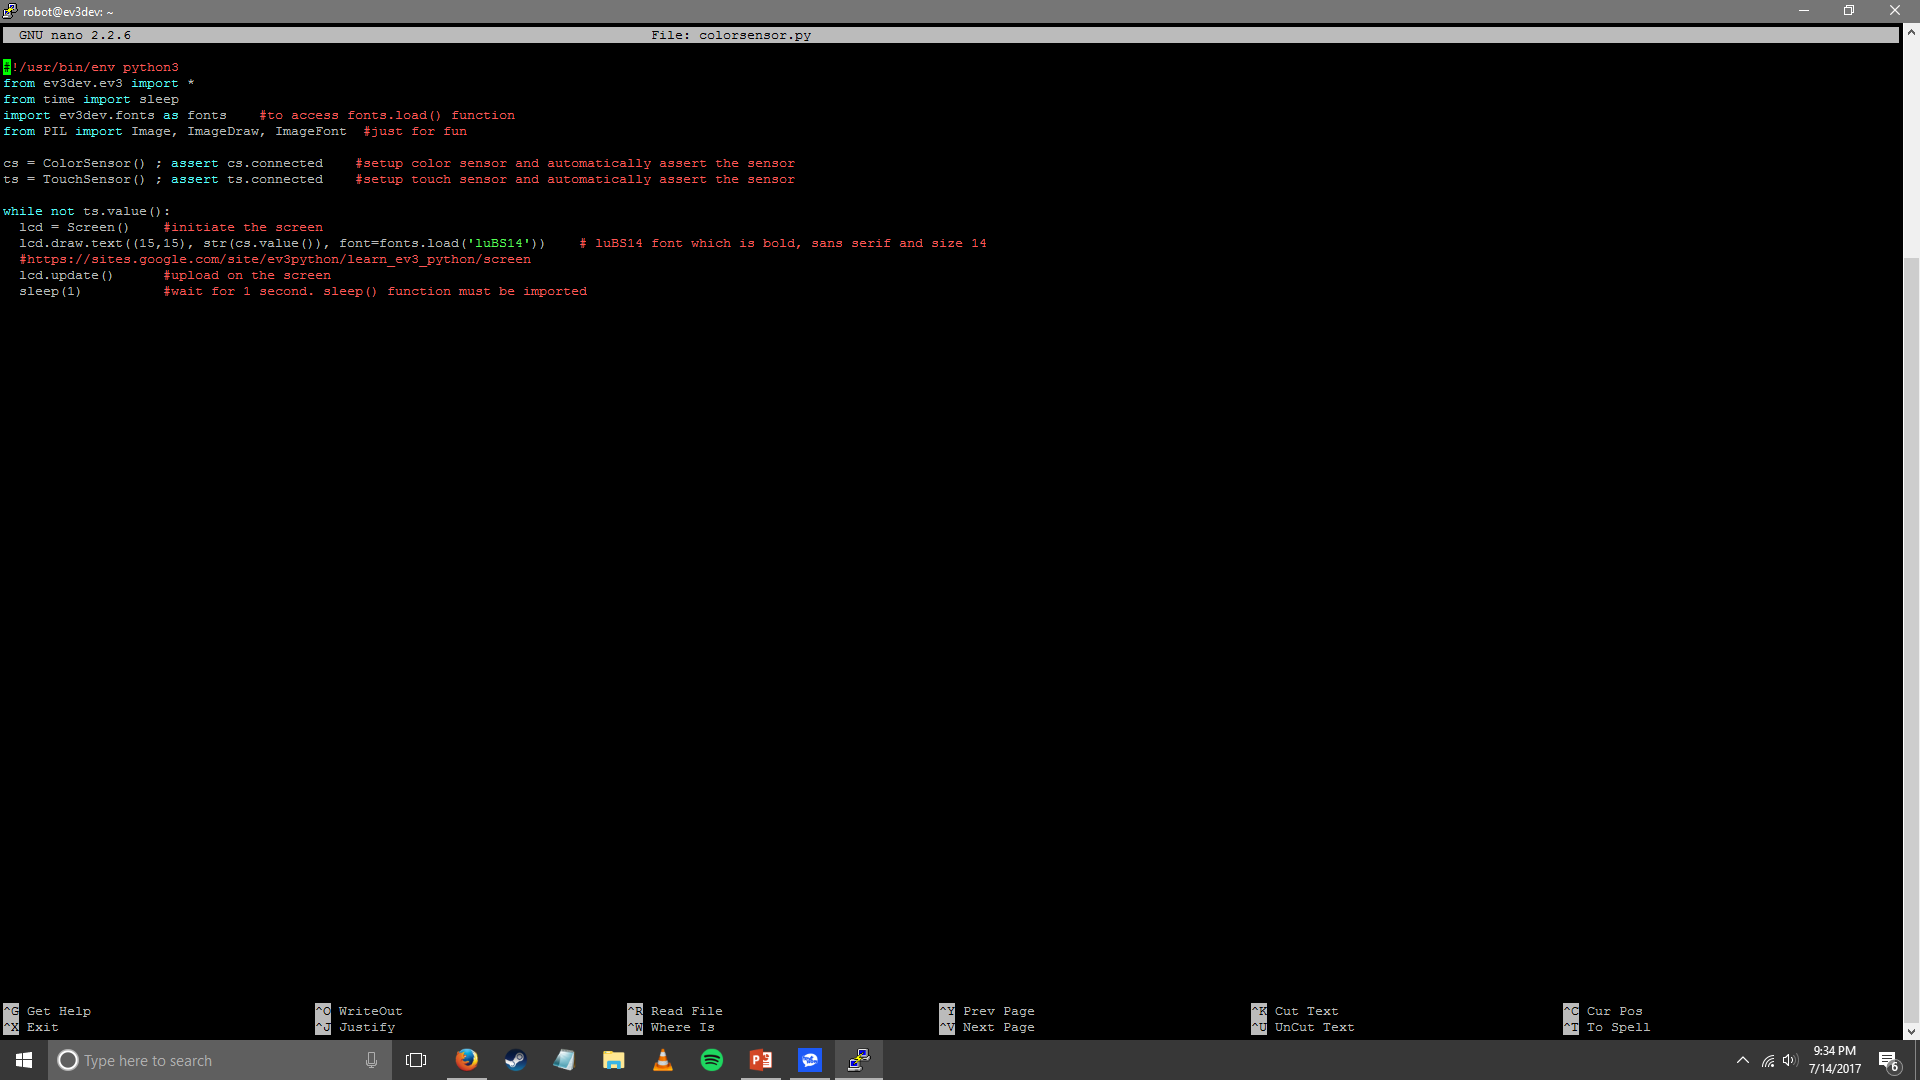 robot@ev3dev: ~
GNU nano 2.2.6 File: colorsensor.py
#!/usr/bin/env python3
from ev3dev.ev3 import *
from time import sleep
import ev3dev.fonts as fonts    #to access fonts.load() function
from PIL import Image, ImageDraw, ImageFont  #just for fun
cs = ColorSensor() ; assert cs.connected    #setup color sensor and automatically assert the sensor
ts = TouchSensor() ; assert ts.connected    #setup touch sensor and automatically assert the sensor
while not ts.value():
  lcd = Screen()    #initiate the screen
  lcd.draw.text((15,15), str(cs.value()), font=fonts.load('luBS14'))    # luBS14 font which is bold, sans serif and size 14
  #https://sites.google.com/site/ev3python/learn_ev3_python/screen
  lcd.update()      #upload on the screen
  sleep(1)          #wait for 1 second. sleep() function must be imported
^G Get Help ^O WriteOut ^R Read File ^Y Prev Page ^K Cut Text ^C Cur Pos
^X Exit ^J Justify ^W Where Is ^V Next Page ^U UnCut Text ^T To Spell
Type here to search
9:34 PM
7/14/2017
6